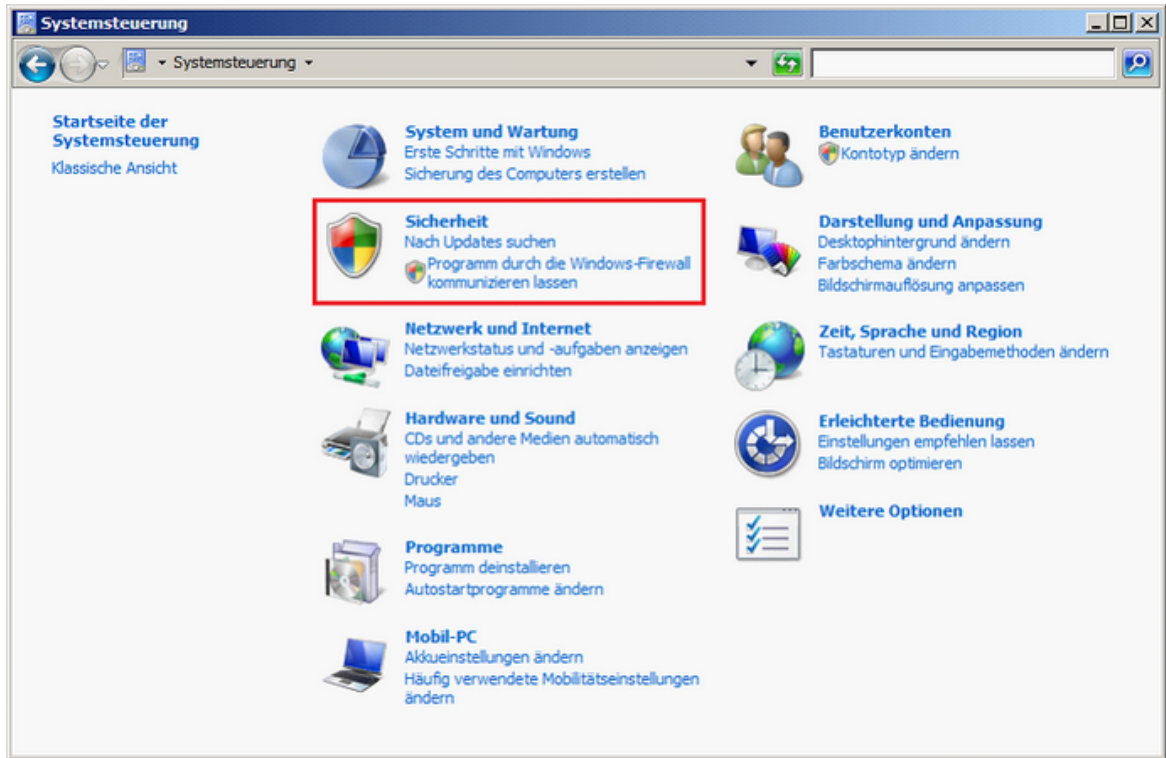 Systemsteuerung
Systemsteuerung
Startseite der
Systemsteuerung
Klassische Ansicht
System und Wartung
Erste Schritte mit Windows
Sicherung des Computers erstellen
Sicherheit
Nach Updates suchen
Programm durch die Windows-Firewall
kommunizieren lassen
Netzwerk und Internet
Netzwerkstatus und -aufgaben anzeigen
Dateifreigabe einrichten
Hardware und Sound
CDs und andere Medien automatisch
wiedergeben
Drucker
Maus
Programme
Programm deinstallieren
Autostartprogramme ändern
Mobil-PC
Akkueinstellungen ändern
Häufig verwendete Mobilitätseinstellungen
ändern
Benutzerkonten
Kontotyp ändern
Darstellung und Anpassung
Desktophintergrund ändern
Farbschema ändern
Bildschirmauflösung anpassen
Zeit, Sprache und Region
Tastaturen und Eingabemethoden ändern
Erleichterte Bedienung
Einstellungen empfehlen lassen
Bildschirm optimieren
Weitere Optionen